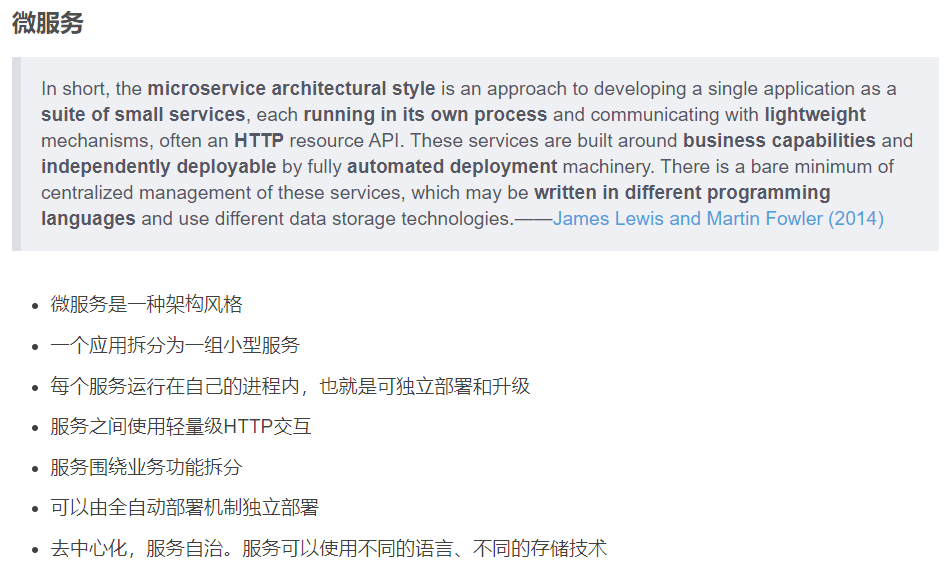 微服务
In short, the microservice architectural style is an approach to developing a single application as a
suite of small services, each running in its own process and communicating with lightweight
mechanisms, often an HTTP resource API. These services are built around business capabilities and
independently deployable by fully automated deployment machinery. There is a bare minimum of
centralized management of these services, which may be written in different programming
languages and use different data storage technologies.——James Lewis and Martin Fowler (2014)
• 微服务是一种架构风格
• 一个应用拆分为一组小型服务
• 每个服务运行在自己的进程内，也就是可独立部署和升级
• 服务之间使用轻量级HTTP交互
• 服务围绕业务功能拆分
• 可以由全自动部署机制独立部署
• 去中心化，服务自治。服务可以使用不同的语言、不同的存储技术